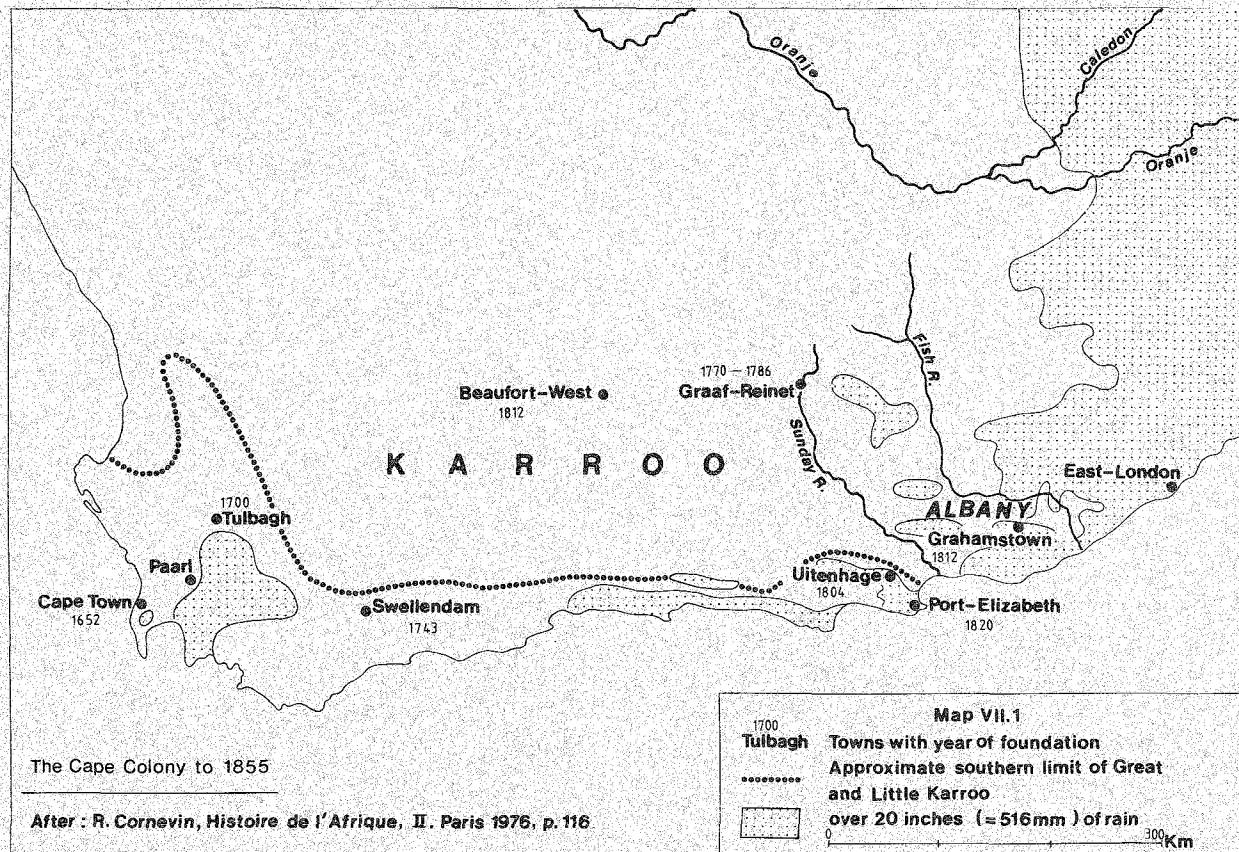 Oranje
Caledon
Oranje
Fish R.
1770 – 1786
Graaf–Reinet
Beaufort–West
1812
Sunday R.
KARROO
East–London
ALBANY
Grahamstown
1812
1700
Tulbagh
Paarl
Uitenhage
1804
Cape Town
1652
Swellendam
1743
Port–Elizabeth
1820
Map VII.1
1700
Tulbagh Towns with year of foundation
Approximate southern limit of Great
and Little Karroo
over 20 inches (=516mm) of rain
0 300 Km
The Cape Colony to 1855
After : R. Cornevin, Histoire de l'Afrique, II. Paris 1976, p. 116